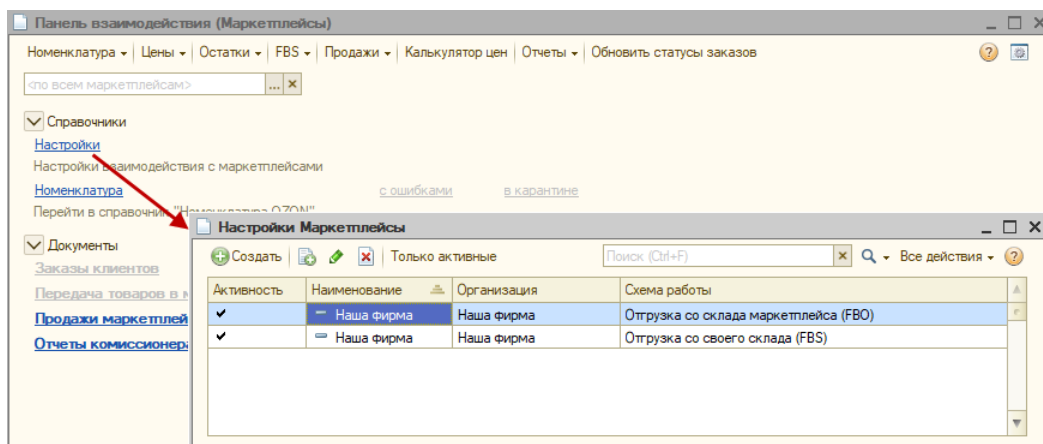 Панель взаимодействия (Маркетплейсы)
Номенклатура Цены Остатки FBS Продажи Калькулятор цен Отчеты Обновить статусы заказов
<по всем маркетплейсам> ...
Справочники
Настройки
Настройки взаимодействия с маркетплейсами
Номенклатура с ошибками в карантине
Перейти в справочник "Номенклатура OZON"
Настройки Маркетплейсы
Документы
Создать Только активные Поиск (Ctrl+F) Все действия
Заказы клиентов
Активность Наименование Организация Схема работы
Передача товаров в
Наша фирма Наша фирма Отгрузка со склада маркетплейса (FBO)
Продажи маркетплей
Наша фирма Наша фирма Отгрузка со своего склада (FBS)
Отчеты комиссионер